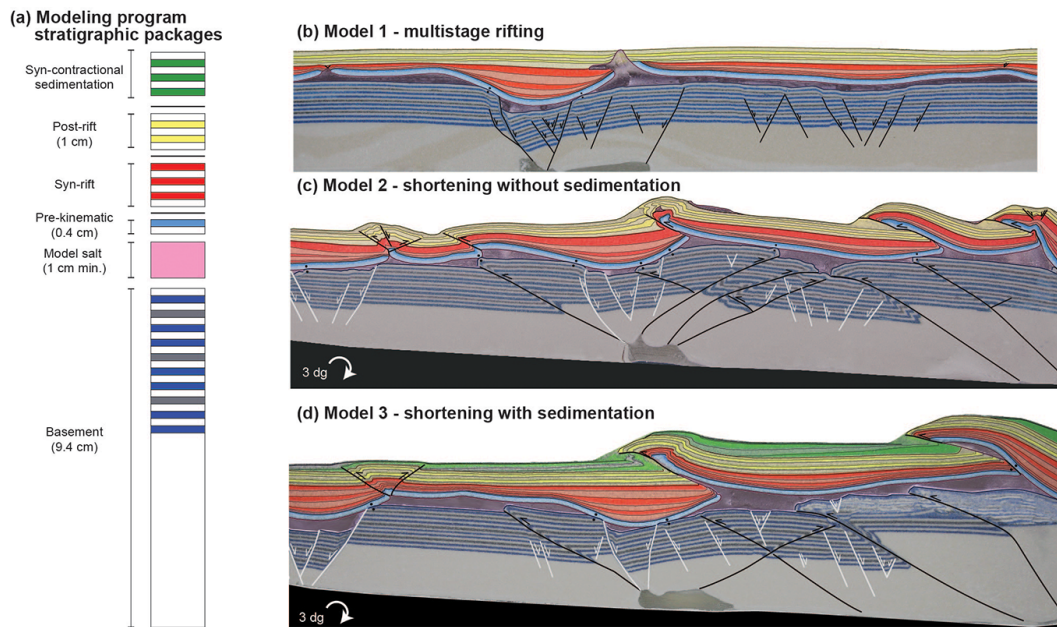 (a) Modeling program
stratigraphic packages
Syn-contractional
sedimentation
Post-rift
(1 cm)
Syn-rift
Pre-kinematic
(0.4 cm)
Model salt
(1 cm min.)
Basement
(9.4 cm)
(b) Model 1 - multistage rifting
(c) Model 2 - shortening without sedimentation
3 dg
(d) Model 3 - shortening with sedimentation
3 dg